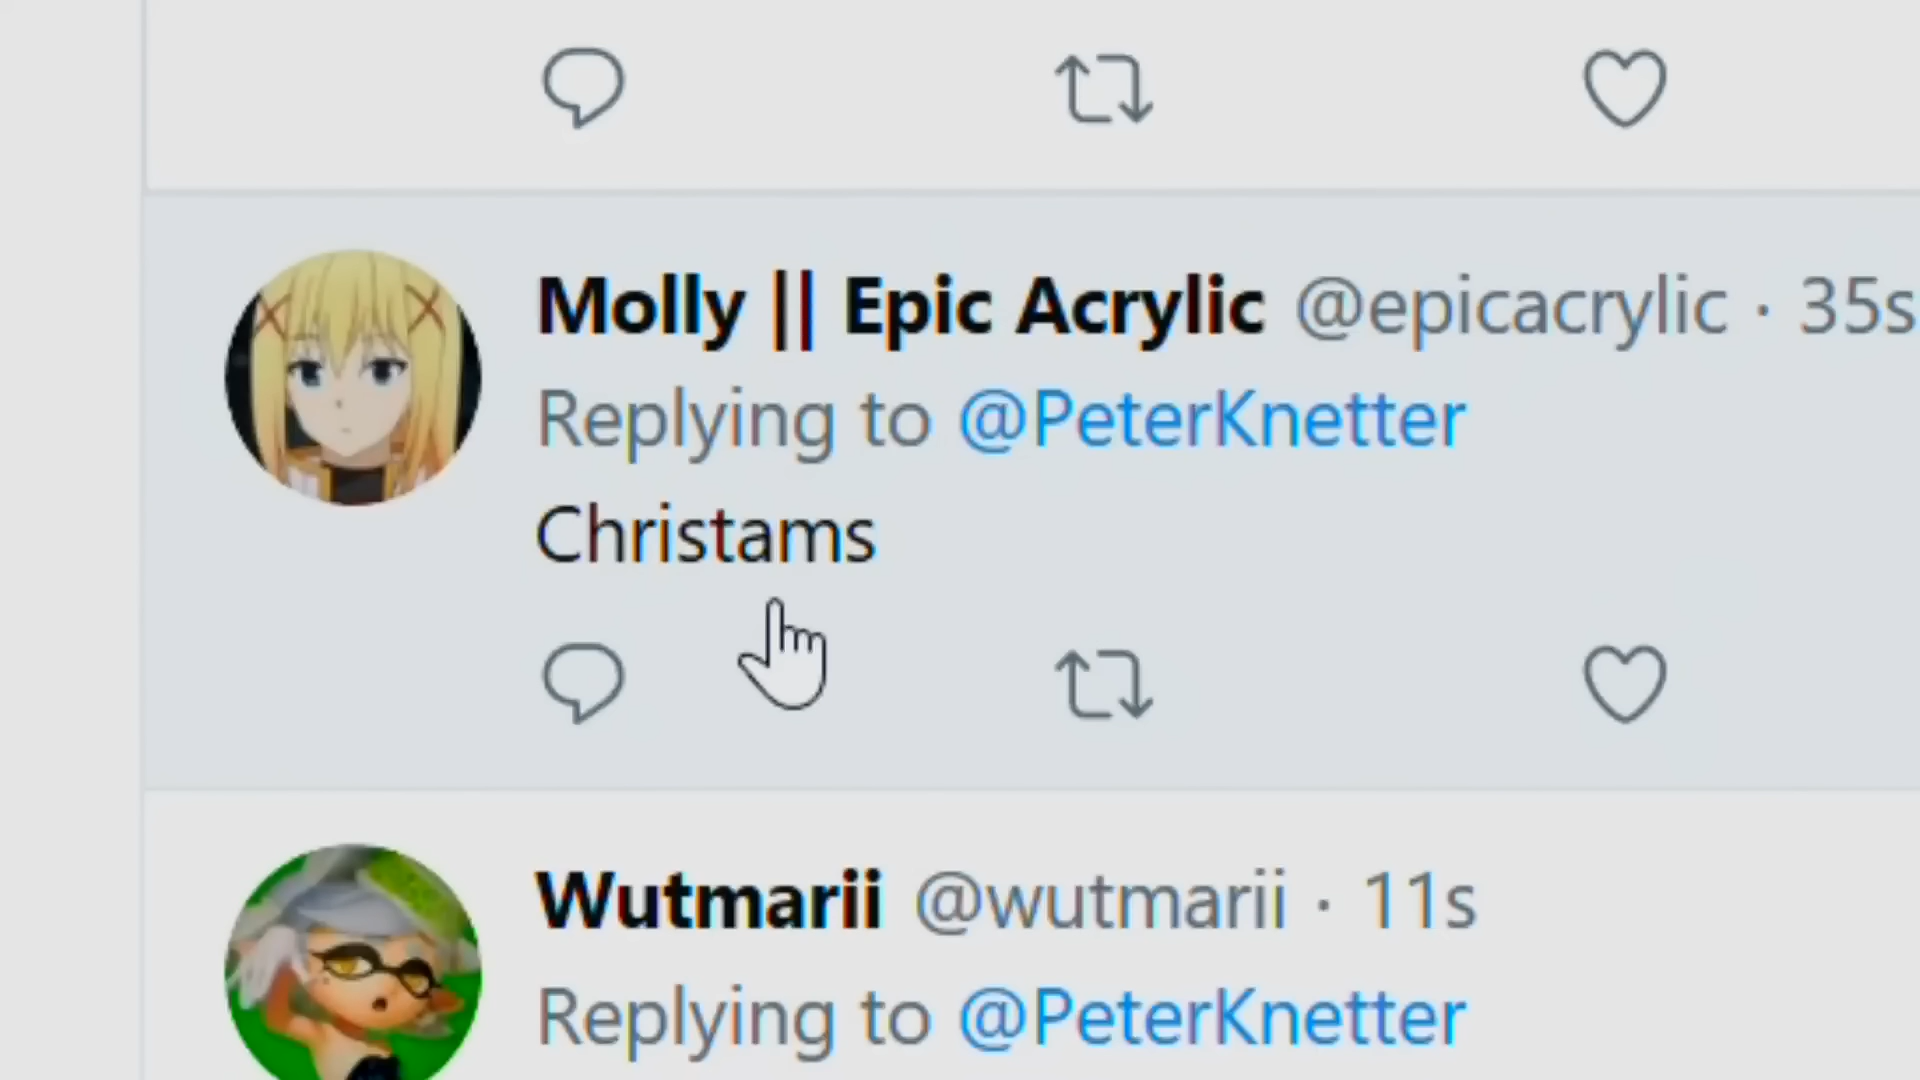 Molly || Epic Acrylic @epicacrylic · 35s
Replying to @PeterKnetter
Christams
Wutmarii @wutmarii · 11s
Replying to @PeterKnetter